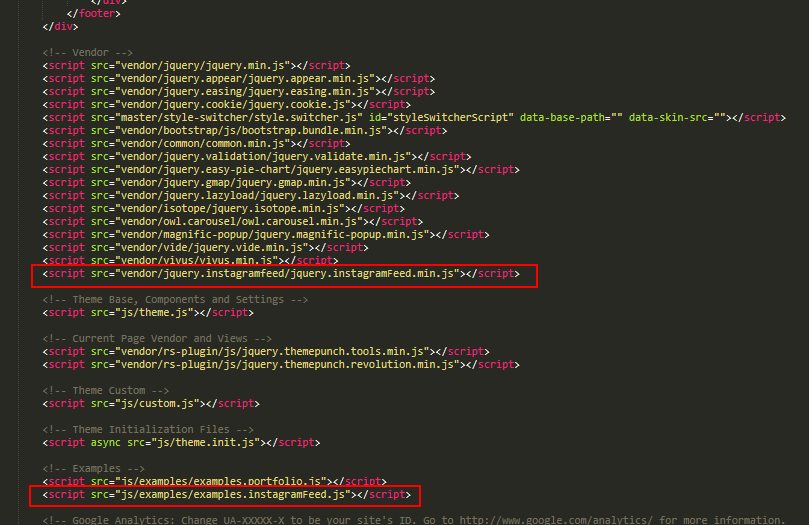 </div>
</footer>
</div>
<!-- Vendor -->
<script src="vendor/jquery/jquery.min.js"></script>
<script src="vendor/jquery.appear/jquery.appear.min.js"></script>
<script src="vendor/jquery.easing/jquery.easing.min.js"></script>
<script src="vendor/jquery.cookie/jquery.cookie.js"></script>
<script src="master/style-switcher/style.switcher.js" id="styleSwitcherScript" data-base-path="" data-skin-src=""></script>
<script src="vendor/bootstrap/js/bootstrap.bundle.min.js"></script>
<script src="vendor/common/common.min.js"></script>
<script src="vendor/jquery.validation/jquery.validate.min.js"></script>
<script src="vendor/jquery.easy-pie-chart/jquery.easypiechart.min.js"></script>
<script src="vendor/jquery.gmap/jquery.gmap.min.js"></script>
<script src="vendor/jquery.lazyload/jquery.lazyload.min.js"></script>
<script src="vendor/isotope/jquery.isotope.min.js"></script>
<script src="vendor/owl.carousel/owl.carousel.min.js"></script>
<script src="vendor/magnific-popup/jquery.magnific-popup.min.js"></script>
<script src="vendor/vide/jquery.vide.min.js"></script>
<script src="vendor/vivus/vivus.min.js"></script>
<script src="vendor/jquery.instagramfeed/jquery.instagramFeed.min.js"></script>
<!-- Theme Base, Components and Settings -->
<script src="js/theme.js"></script>
<!-- Current Page Vendor and Views -->
<script src="vendor/rs-plugin/js/jquery.themepunch.tools.min.js"></script>
<script src="vendor/rs-plugin/js/jquery.themepunch.revolution.min.js"></script>
<!-- Theme Custom -->
<script src="js/custom.js"></script>
<!-- Theme Initialization Files -->
<script async src="js/theme.init.js"></script>
<!-- Examples -->
<script src="js/examples/examples.portfolio.js"></script>
<script src="js/examples/examples.instagramFeed.js"></script>
<!-- Google Analytics: Change UA-XXXXX-X to be your site's ID. Go to http://www.google.com/analytics/ for more information.